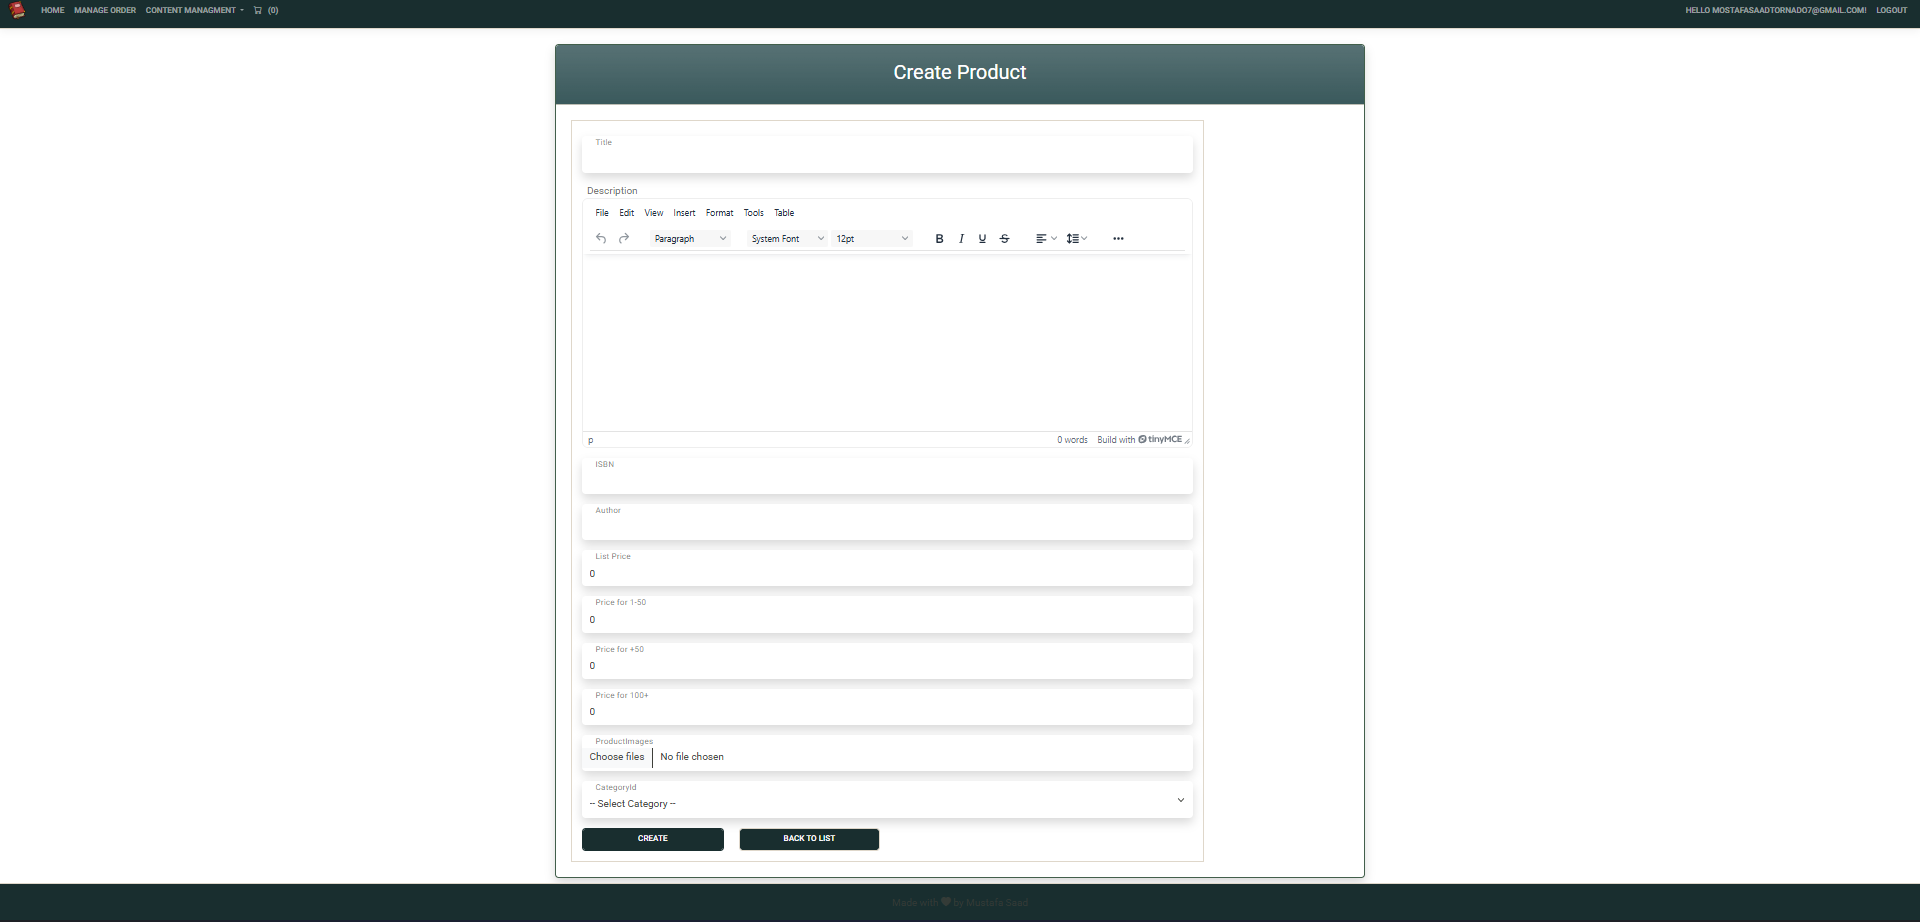 HOME MANAGE ORDER CONTENT MANAGMENT (0) HELLO MOSTAFASAADTORNADO7@GMAIL.COM! LOGOUT
Create Product
Title
Description
File Edit View Insert Format Tools Table
Paragraph System Font 12pt B I U S ...
p 0 words Build with tinyMCE
ISBN
Author
List Price
0
Price for 1-50
0
Price for +50
0
Price for 100+
0
ProductImages
Choose files No file chosen
CategoryId
-- Select Category --
CREATE BACK TO LIST
Made with by Mustafa Saad